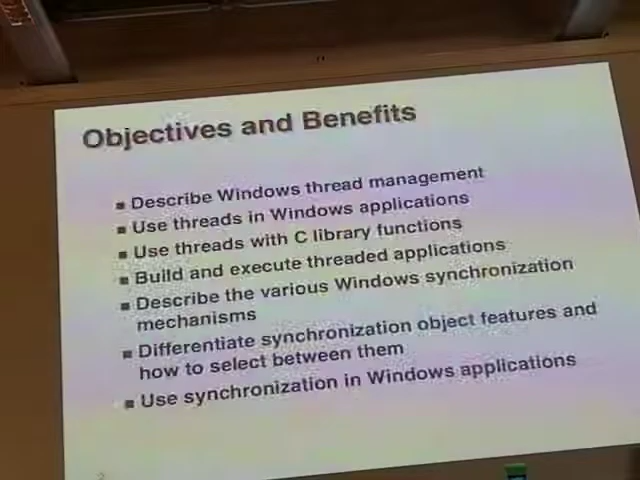 Objectives and Benefits
■ Describe Windows thread management
■ Use threads in Windows applications
■ Use threads with C library functions
■ Build and execute threaded applications
■ Describe the various Windows synchronization
mechanisms
■ Differentiate synchronization object features and
how to select between them
■ Use synchronization in Windows applications
2